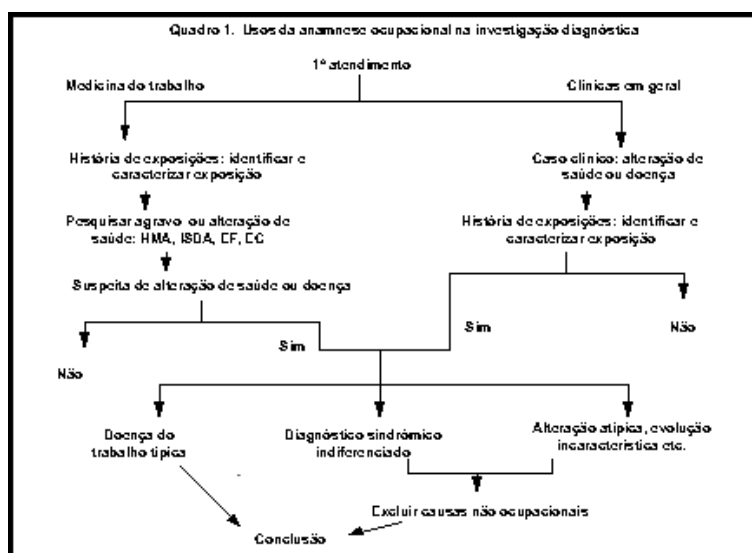 Quadro 1. Usos da anamnese ocupacional na investigação diagnóstica
1º atendimento
Medicina do trabalho
Clínicas em geral
História de exposições: identificar e
caracterizar exposição
Caso clínico: alteração de
saúde ou doença
Pesquisar agravo ou alteração de
saúde: HMA, ISDA, EF, EC
História de exposições: identificar e
caracterizar exposição
Suspeita de alteração de saúde ou doença
Sim
Não
Sim
Não
Doença do
trabalho típica
Diagnóstico sindrômico
indiferenciado
Alteração atípica, evolução
incaracterística etc.
Excluir causas não ocupacionais
Conclusão